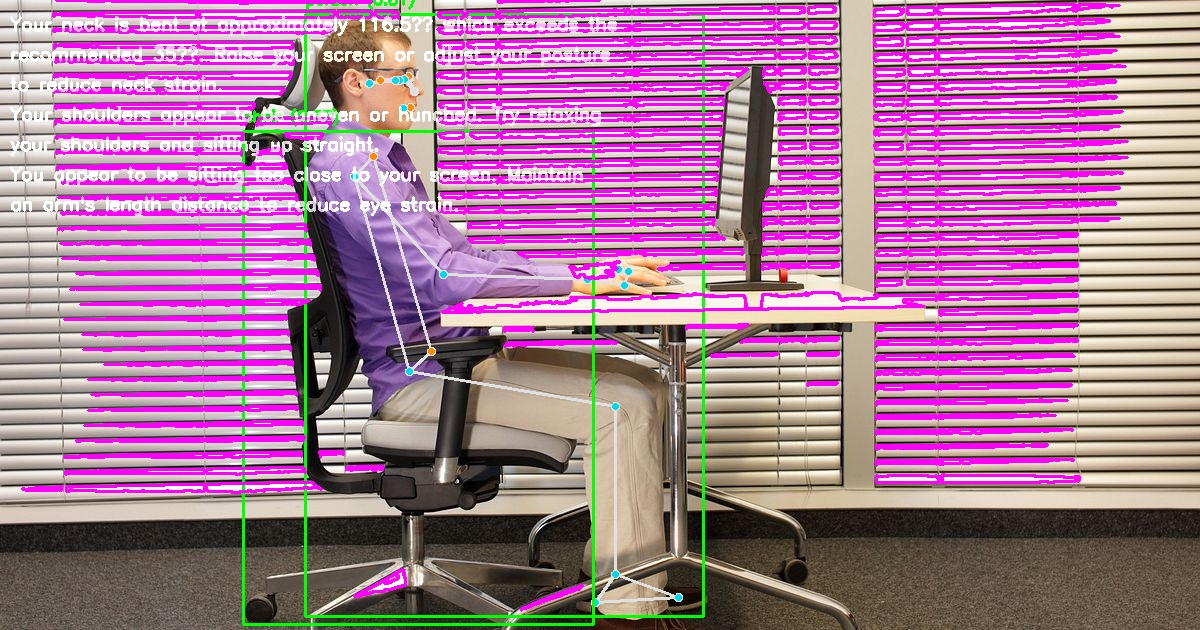 person (0.81)
Your neck is bent at approximately 116.5?? which exceeds the
recommended 35??. Raise your screen or adjust your posture
to reduce neck strain.
Your shoulders appear to be uneven or hunched. Try relaxing
your shoulders and sitting up straight.
You appear to be sitting too close to your screen. Maintain
an arm's length distance to reduce eye strain.